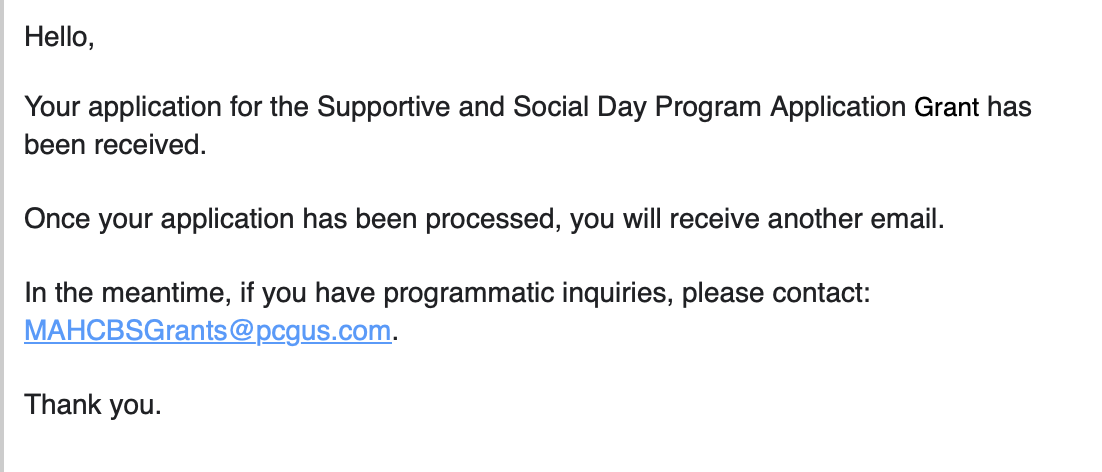 Hello,
Your application for the Supportive and Social Day Program Application Grant has
been received.
Once your application has been processed, you will receive another email.
In the meantime, if you have programmatic inquiries, please contact:
MAHCBSGrants@pcgus.com.
Thank you.